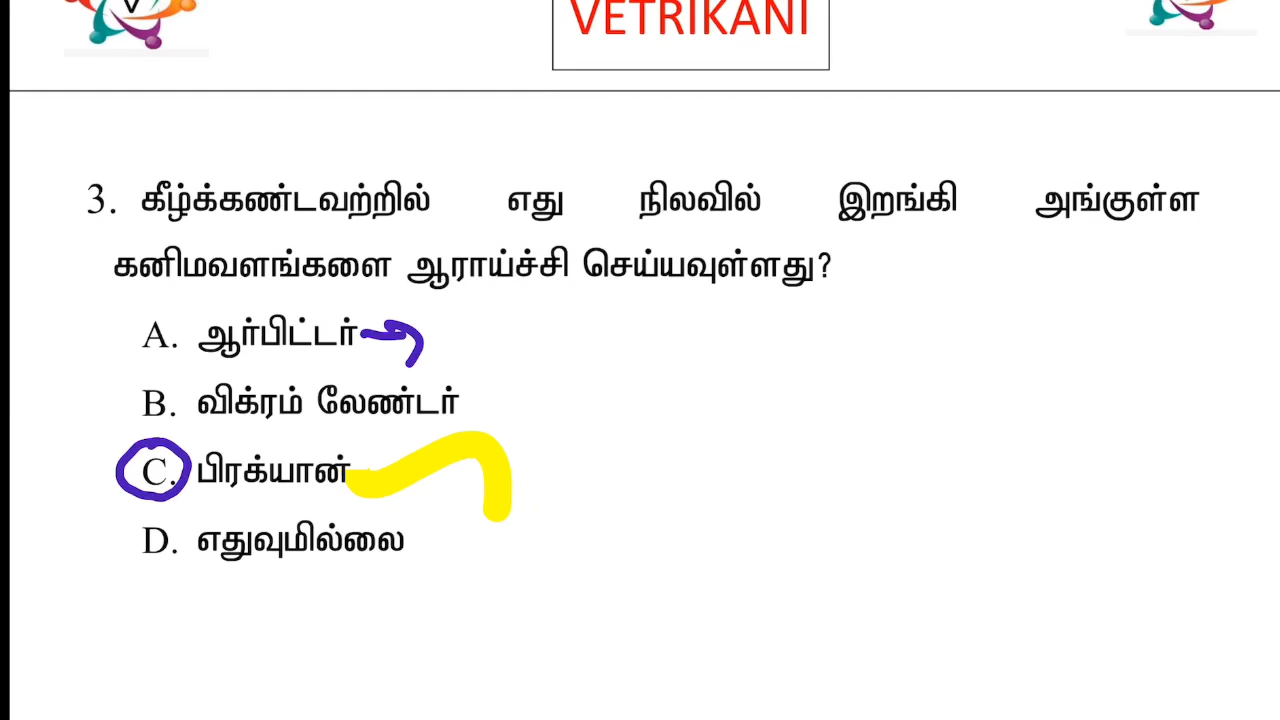 V
VETRIKANI
3. கீழ்க்கண்டவற்றில் எது நிலவில் இறங்கி அங்குள்ள
கனிமவளங்களை ஆராய்ச்சி செய்யவுள்ளது?
A. ஆர்பிட்டர்
B. விக்ரம் லேண்டர்
C. பிரக்யான்
D. எதுவுமில்லை